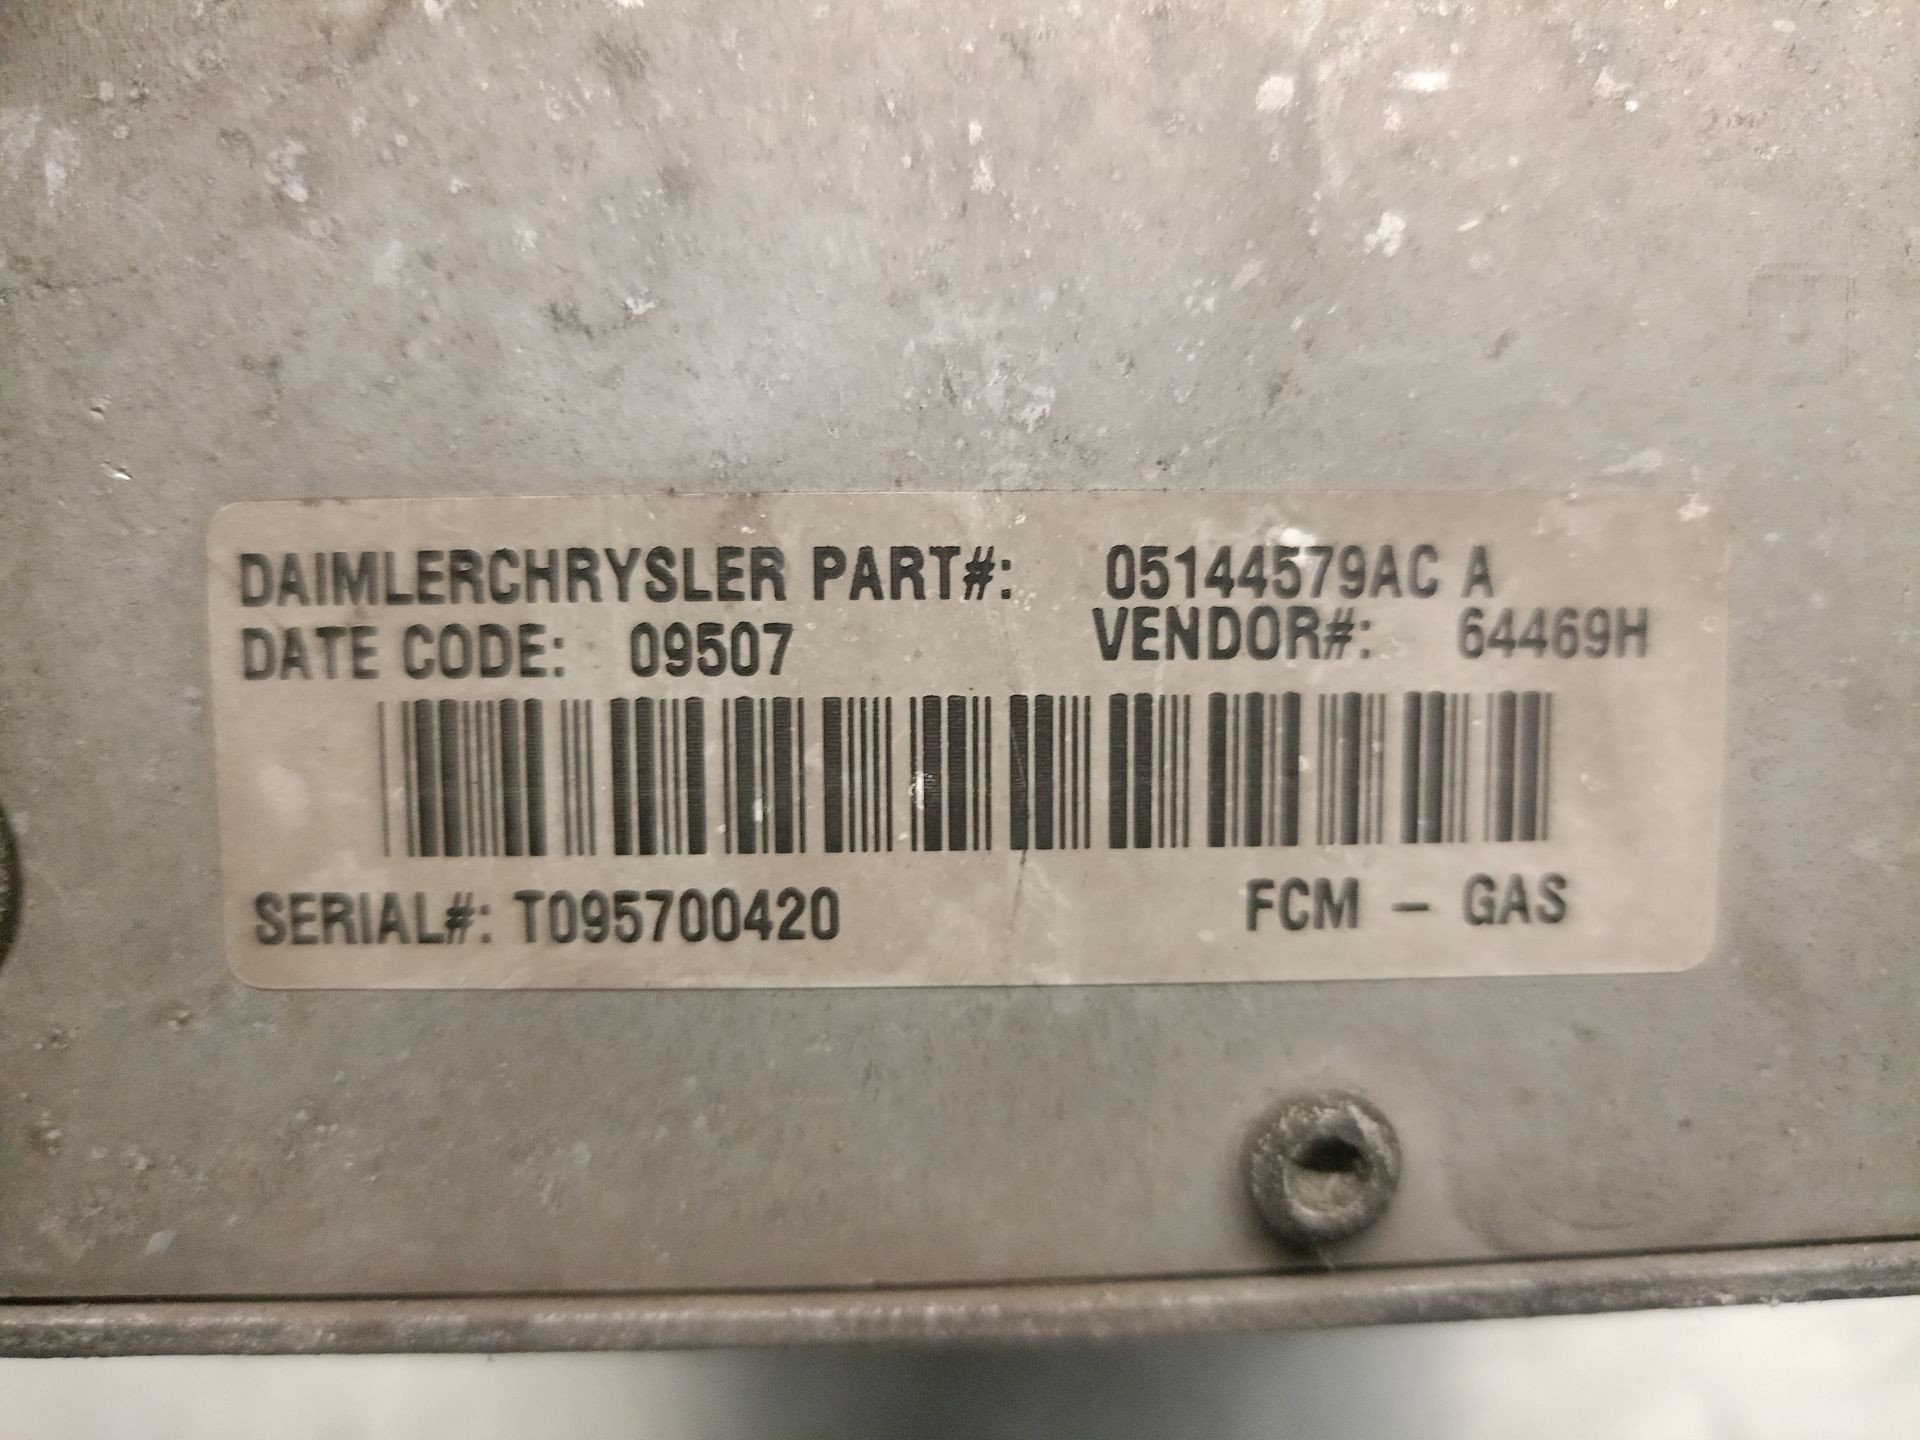 DAIMLERCHRYSLER PART#: 05144579AC A
DATE CODE: 09507 VENDOR#: 64469H
SERIAL#: T095700420 FCM - GAS